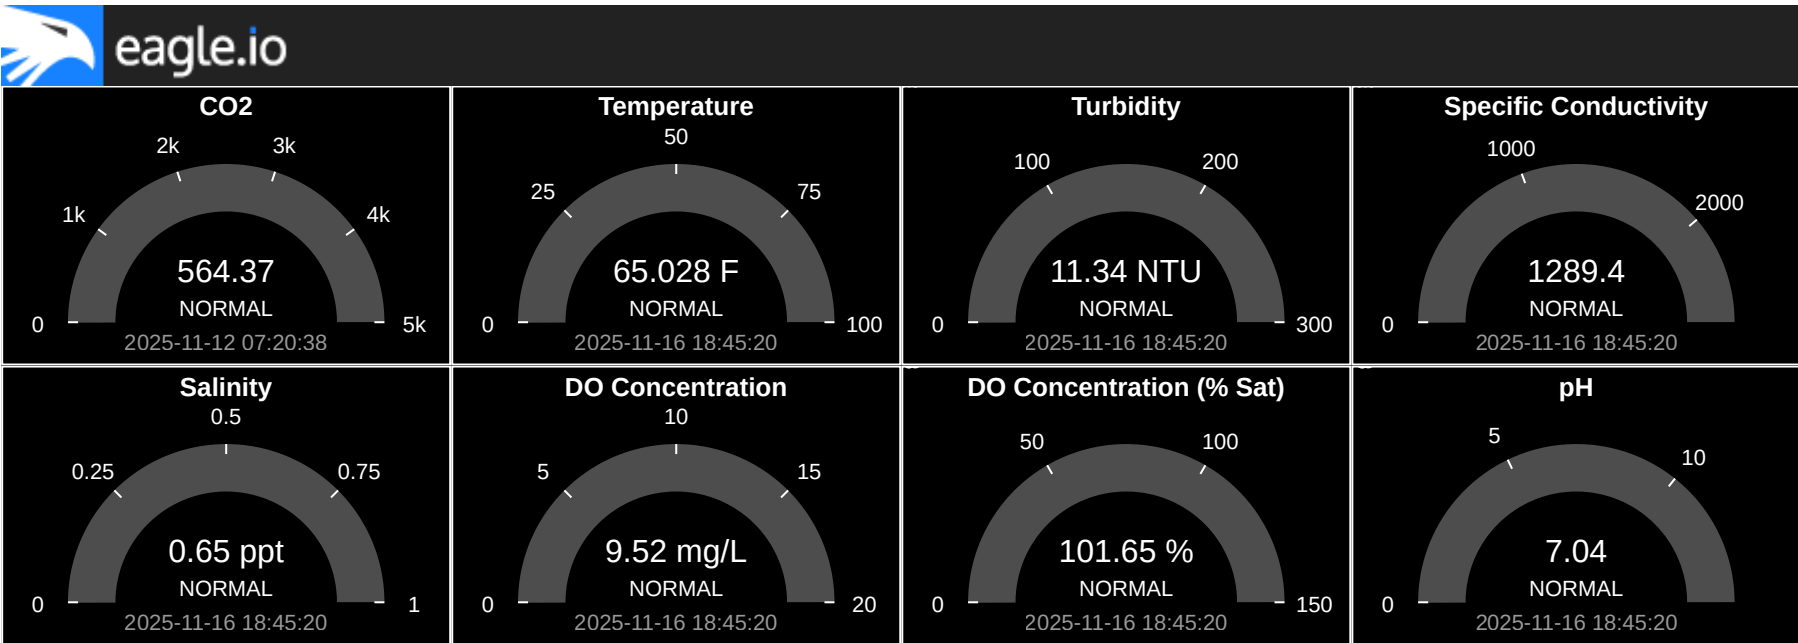 eagle.io
CO2
0
1k
2k
3k
4k
5k
564.37
NORMAL
2025-11-12 07:20:38
Temperature
0
25
50
75
100
65.028 F
NORMAL
2025-11-16 18:45:20
Turbidity
0
100
200
300
11.34 NTU
NORMAL
2025-11-16 18:45:20
Specific Conductivity
0
1000
2000
1289.4
NORMAL
2025-11-16 18:45:20
Salinity
0
0.25
0.5
0.75
1
0.65 ppt
NORMAL
2025-11-16 18:45:20
DO Concentration
0
5
10
15
20
9.52 mg/L
NORMAL
2025-11-16 18:45:20
DO Concentration (% Sat)
0
50
100
150
101.65 %
NORMAL
2025-11-16 18:45:20
pH
0
5
10
7.04
NORMAL
2025-11-16 18:45:20